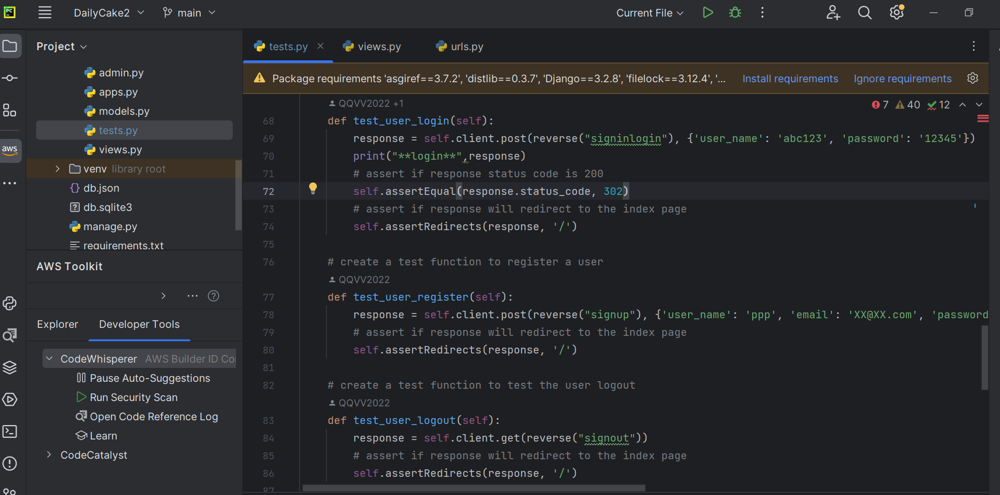 PC DailyCake2 main Current File
Project
admin.py
apps.py
models.py
tests.py
views.py
venv library root
db.json
db.sqlite3
manage.py
requirements.txt
aws
AWS Toolkit
Explorer Developer Tools
CodeWhisperer AWS Builder ID Co
Pause Auto-Suggestions
Run Security Scan
Open Code Reference Log
Learn
CodeCatalyst
tests.py views.py urls.py
Package requirements 'asgiref==3.7.2', 'distlib==0.3.7', 'Django==3.2.8', 'filelock==3.12.4', '... Install requirements Ignore requirements
QQVV2022 +1
7 40 12
68 def test_user_login(self):
69 response = self.client.post(reverse("signinlogin"), {'user_name': 'abc123', 'password': '12345'})
70 print("**login**",response)
71 # assert if response status code is 200
72 self.assertEqual(response.status_code, 302)
73 # assert if response will redirect to the index page
74 self.assertRedirects(response, '/')
75
76 # create a test function to register a user
QQVV2022
77 def test_user_register(self):
78 response = self.client.post(reverse("signup"), {'user_name': 'ppp', 'email': 'XX@XX.com', 'password
79 # assert if response will redirect to the index page
80 self.assertRedirects(response, '/')
81
82 # create a test function to test the user logout
QQVV2022
83 def test_user_logout(self):
84 response = self.client.get(reverse("signout"))
85 # assert if response will redirect to the index page
86 self.assertRedirects(response, '/')
87